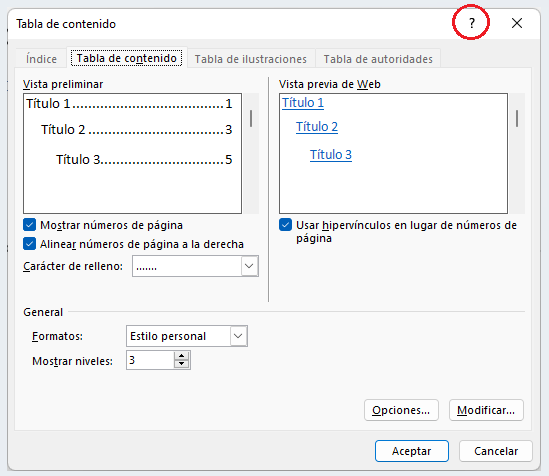 Tabla de contenido
?
Índice
Tabla de contenido
Tabla de ilustraciones
Tabla de autoridades
Vista preliminar
Título 1.......................................1
Título 2...................................3
Título 3................................5
Mostrar números de página
Alinear números de página a la derecha
Carácter de relleno:
.......
Vista previa de Web
Título 1
Título 2
Título 3
Usar hipervínculos en lugar de números de
página
General
Formatos:
Estilo personal
Mostrar niveles:
3
Opciones...
Modificar...
Aceptar
Cancelar